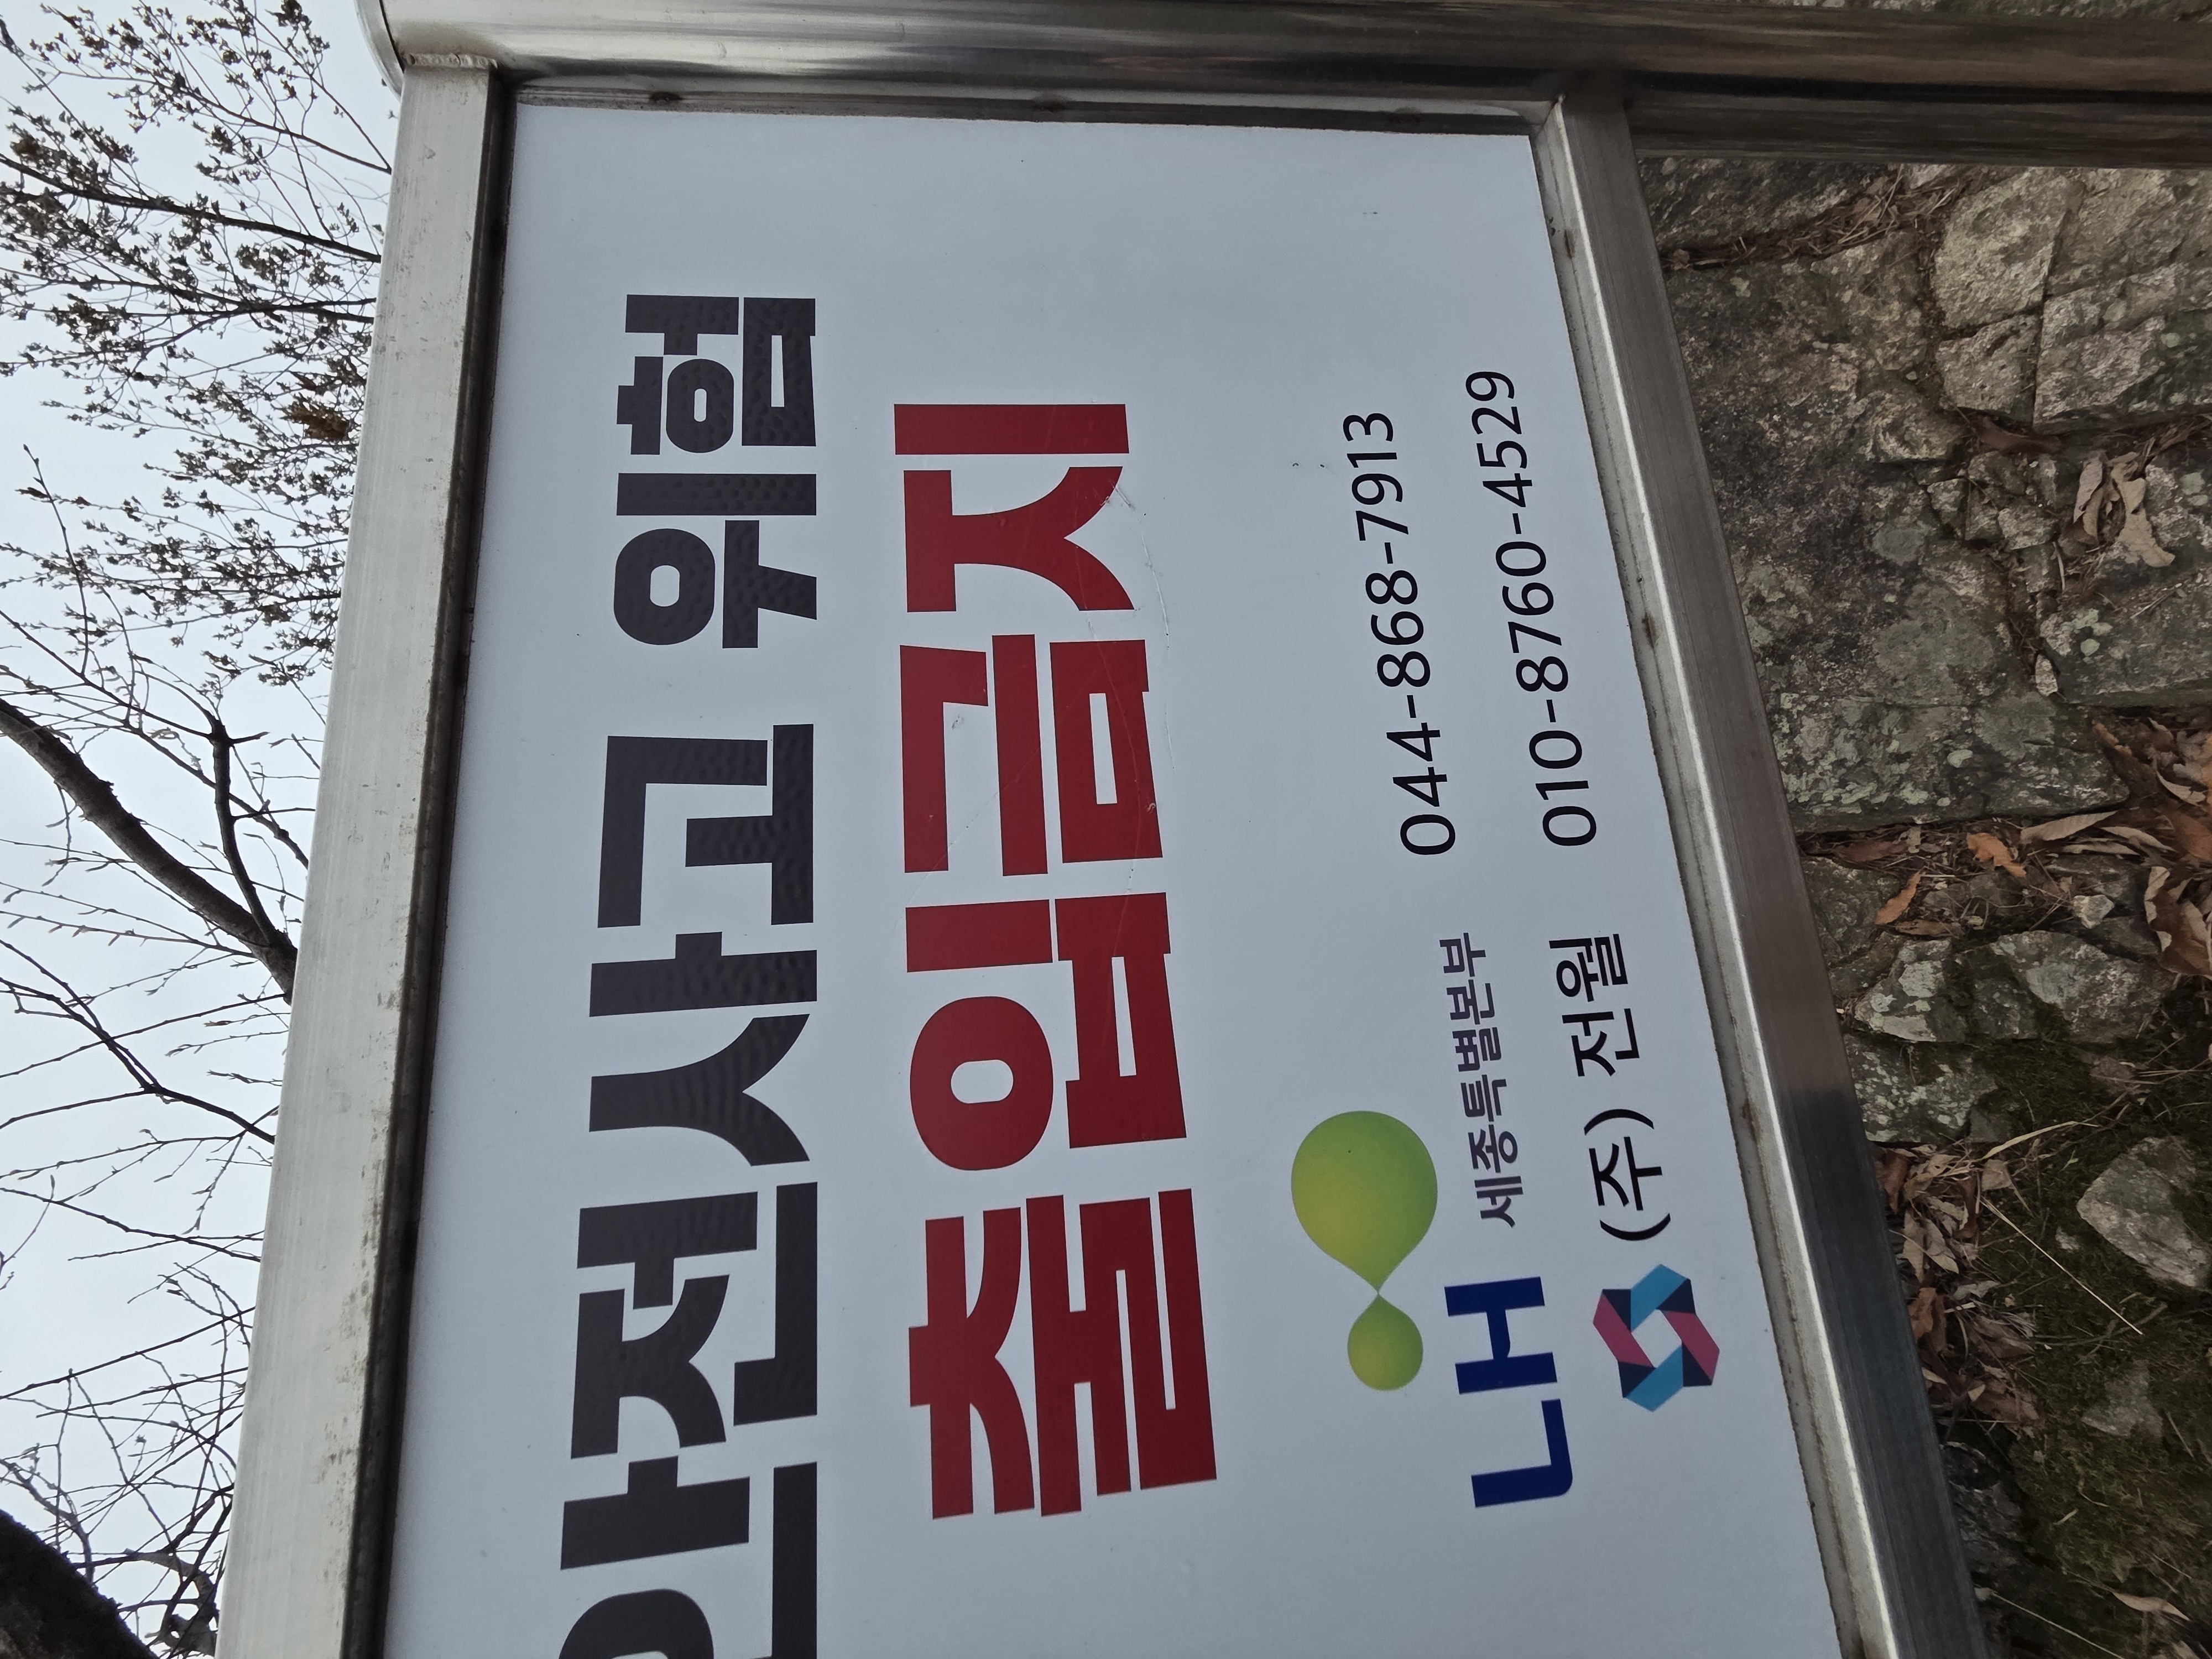 안전사고 위험
출입금지
LH 세종특별본부 044-868-7913
(주) 전월 010-8760-4529